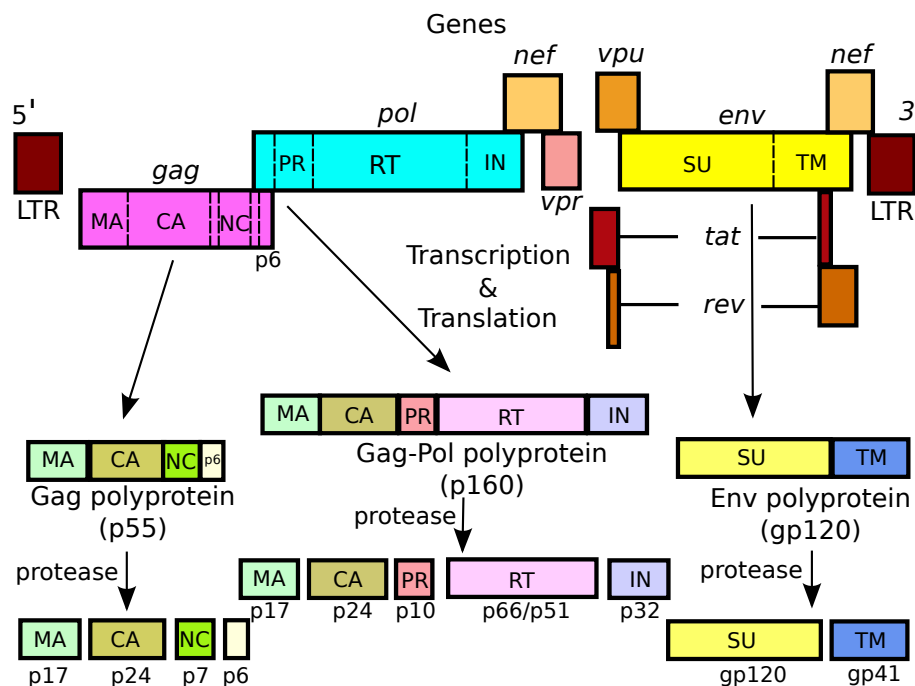 Genes
nef
vpu
nef
5'
pol
env
3
gag
PR
RT
IN
SU
TM
LTR
vpr
LTR
MA
CA
NC
p6
tat
Transcription
&
Translation
rev
MA
CA
PR
RT
IN
MA
CA
NC
p6
Gag-Pol polyprotein
(p160)
SU
TM
Gag polyprotein
(p55)
Env polyprotein
(gp120)
protease
protease
protease
MA
CA
PR
RT
IN
p17
p24
p10
p66/p51
p32
MA
CA
NC
SU
TM
p17
p24
p7
p6
gp120
gp41